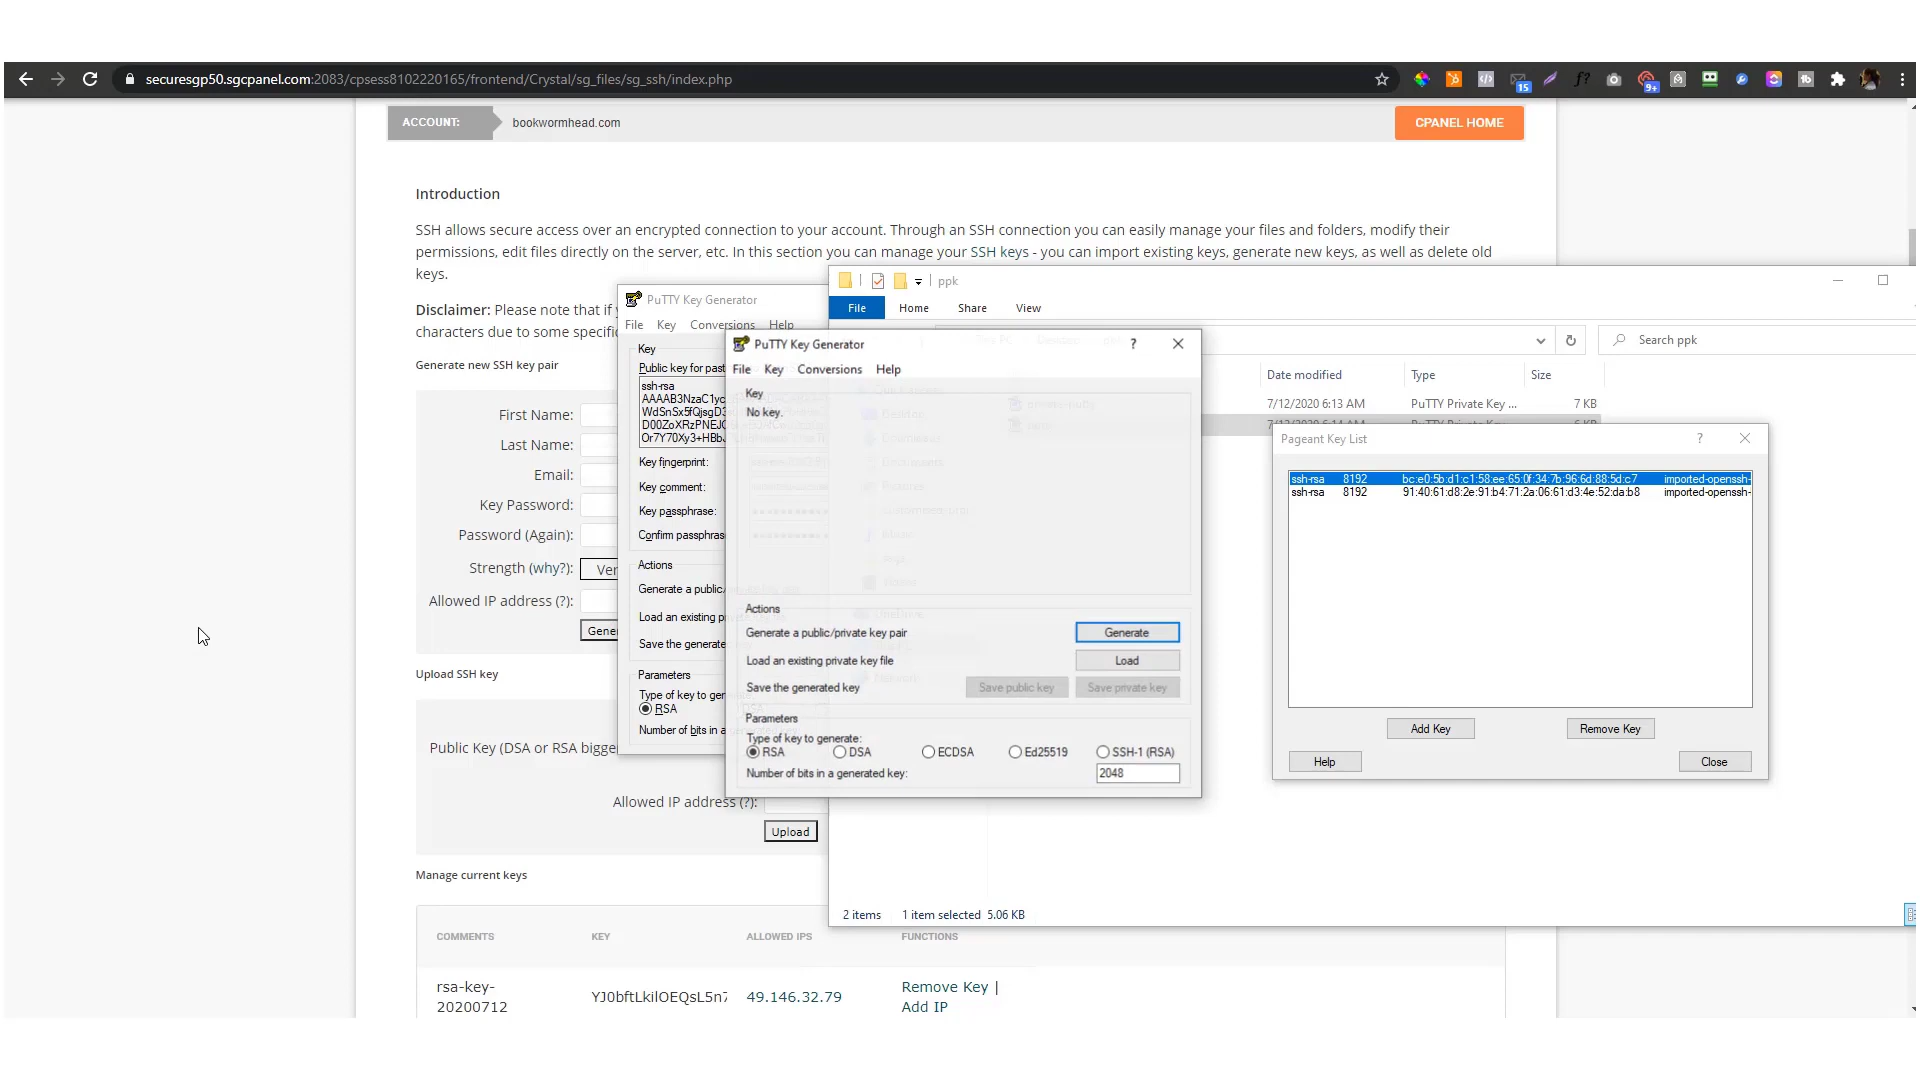 securesgp50.sgcpanel.com:2083/cpsess8102220165/frontend/Crystal/sg_files/sg_ssh/index.php
15
f?
9+
ACCOUNT:
bookwormhead.com
CPANEL HOME
Introduction
SSH allows secure access over an encrypted connection to your account. Through an SSH connection you can easily manage your files and folders, modify their
permissions, edit files directly on the server, etc. In this section you can manage your SSH keys - you can import existing keys, generate new keys, as well as delete old
keys.
Disclaimer: Please note that if
characters due to some specific
Generate new SSH key pair
First Name:
Last Name:
Email:
Key Password:
Password (Again):
Strength (why?):
Ver
Allowed IP address (?):
Gener
Upload SSH key
Public Key (DSA or RSA bigge
Allowed IP address (?):
Upload
Manage current keys
COMMENTS KEY ALLOWED IPS FUNCTIONS
rsa-key-
20200712
YJ0bftLkilOEQsL5n7
49.146.32.79
Remove Key |
Add IP
PuTTY Key Generator
File Key Conversions Help
Key
Public key for past
ssh-rsa
AAAAB3NzaC1yc
WdSnSx5fQjsgD3
D00ZoXRzPNEJC
Or7Y70Xy3+HBb
Key fingerprint:
Key comment:
Key passphrase:
Confirm passphras
Actions
Generate a public/
Load an existing pr
Save the generate
Parameters
Type of key to gen
RSA
Number of bits in a
ppk
File Home Share View
Search ppk
Date modified Type Size
7/12/2020 6:13 AM PuTTY Private Key ... 7 KB
2 items 1 item selected 5.06 KB
PuTTY Key Generator
?
File Key Conversions Help
Key
No key.
Actions
Generate a public/private key pair
Generate
Load an existing private key file
Load
Save the generated key
Save public key
Save private key
Parameters
Type of key to generate:
RSA DSA ECDSA Ed25519 SSH-1 (RSA)
Number of bits in a generated key:
2048
Pageant Key List
?
ssh-rsa 8192 bc:e0:5b:d1:c1:58:ee:65:0f:34:7b:96:6d:88:5d:c7 imported-openssh-
ssh-rsa 8192 91:40:61:d8:2e:91:b4:71:2a:06:61:d3:4e:52:da:b8 imported-openssh-
Add Key
Remove Key
Help
Close